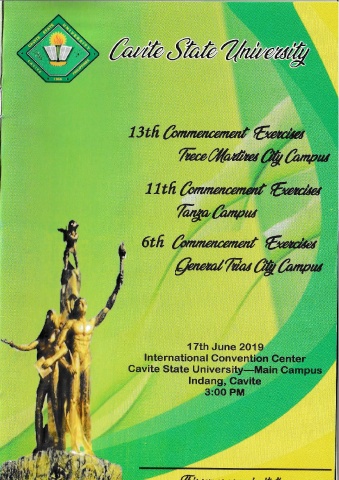 Cavite State University
13th Commencement Exercises
Trece Martires City Campus
11th Commencement Exercises
Tanza Campus
6th Commencement Exercises
General Trias City Campus
17th June 2019
International Convention Center
Cavite State University—Main Campus
Indang, Cavite
3:00 PM